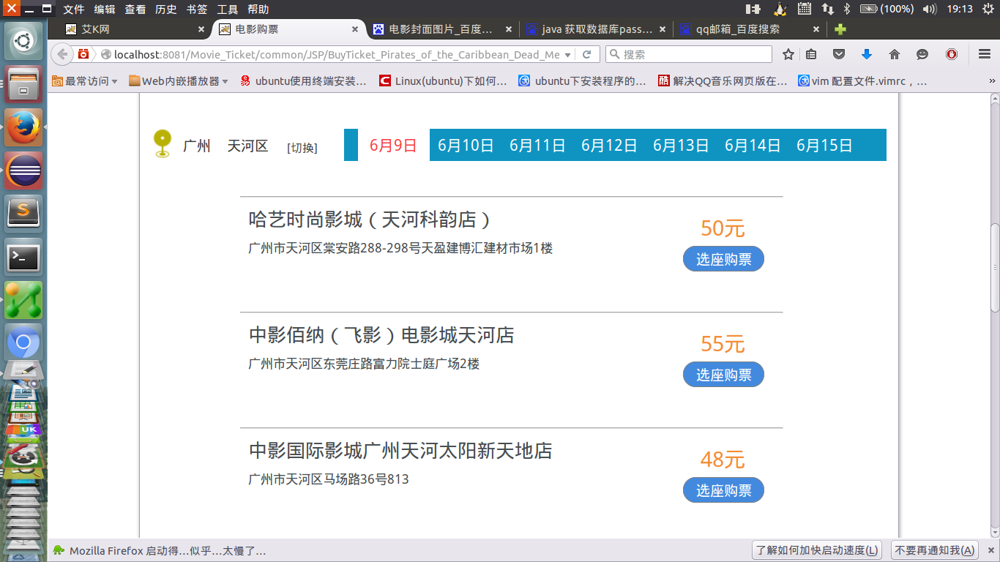 文件 编辑 查看 历史 书签 工具 帮助
(100%) 19:13
艾K网
电影购票
电影封面图片_百度…
java 获取数据库pass…
qq邮箱_百度搜索
localhost:8081/Movie_Ticket/common/JSP/BuyTicket_Pirates_of_the_Caribbean_Dead_Me
搜索
最常访问
Web内嵌播放器
ubuntu使用终端安装…
Linux(ubuntu)下如何…
ubuntu下安装程序的…
解决QQ音乐网页版在…
vim 配置文件.vimrc，…
广州 天河区 [切换]
6月9日 6月10日 6月11日 6月12日 6月13日 6月14日 6月15日
哈艺时尚影城（天河科韵店）
广州市天河区棠安路288-298号天盈建博汇建材市场1楼
50元
选座购票
中影佰纳（飞影）电影城天河店
广州市天河区东莞庄路富力院士庭广场2楼
55元
选座购票
中影国际影城广州天河太阳新天地店
广州市天河区马场路36号813
48元
选座购票
UK
Mozilla Firefox 启动得…似乎…太慢了…
了解如何加快启动速度(L)
不要再通知我(A)